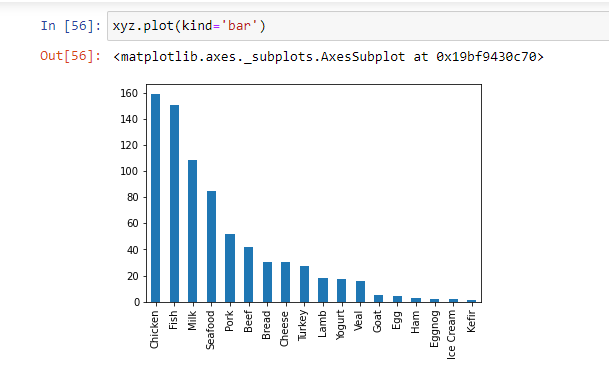 In [56]: xyz.plot(kind='bar')
Out[56]: <matplotlib.axes._subplots.AxesSubplot at 0x19bf9430c70>
160
140
120
100
80
60
40
20
0
Chicken
Fish
Milk
Seafood
Pork
Beef
Bread
Cheese
Turkey
Lamb
Yogurt
Veal
Goat
Egg
Ham
Eggnog
Ice Cream
Kefir